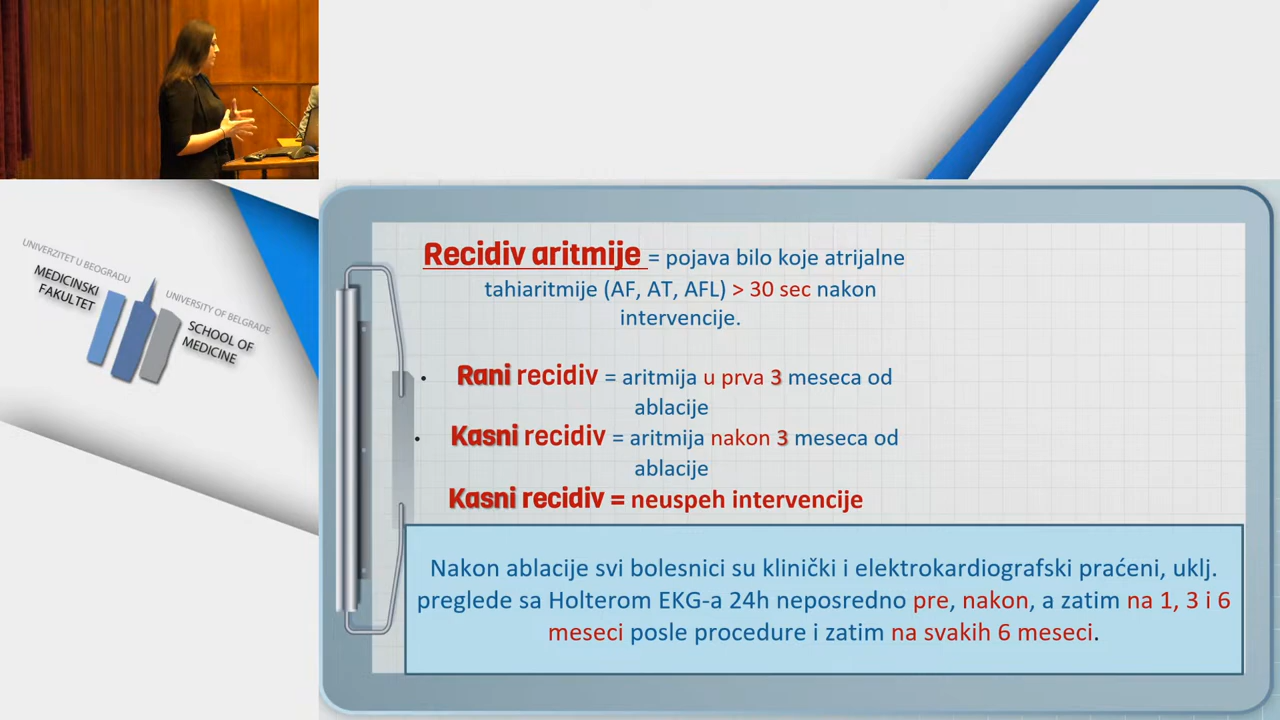 UNIVERZITET U BEOGRADU
MEDICINSKI
FAKULTET
UNIVERSITY OF BELGRADE
SCHOOL OF
MEDICINE
Recidiv aritmije = pojava bilo koje atrijalne
tahiaritmije (AF, AT, AFL) > 30 sec nakon
intervencije.
• Rani recidiv = aritmija u prva 3 meseca od
ablacije
• Kasni recidiv = aritmija nakon 3 meseca od
ablacije
Kasni recidiv = neuspeh intervencije
Nakon ablacije svi bolesnici su klinički i elektrokardiografski praćeni, uklj.
preglede sa Holterom EKG-a 24h neposredno pre, nakon, a zatim na 1, 3 i 6
meseci posle procedure i zatim na svakih 6 meseci.